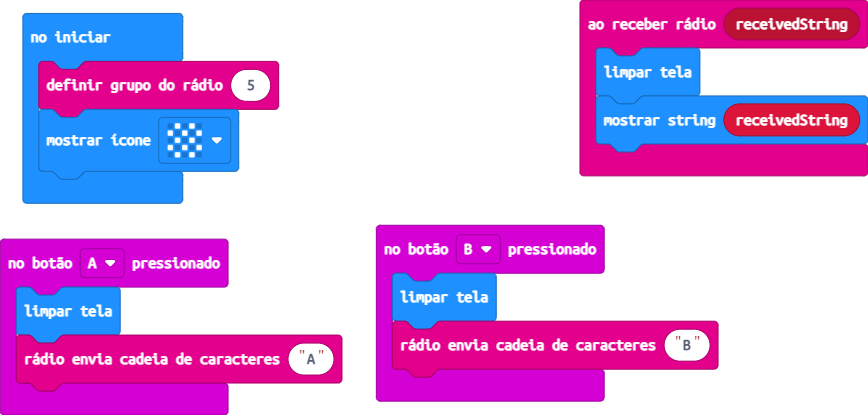 no iniciar
definir grupo do rádio 5
mostrar ícone
ao receber rádio receivedString
limpar tela
mostrar string receivedString
no botão A pressionado
limpar tela
rádio envia cadeia de caracteres "A"
no botão B pressionado
limpar tela
rádio envia cadeia de caracteres "B"